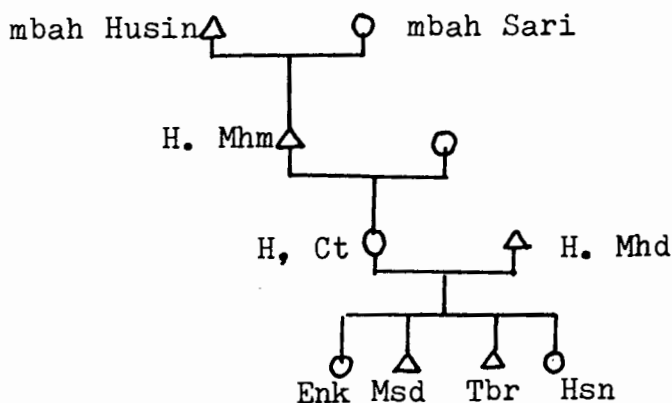 mbah Husin mbah Sari
H. Mhm
H, Ct H. Mhd
Enk Msd Tbr Hsn